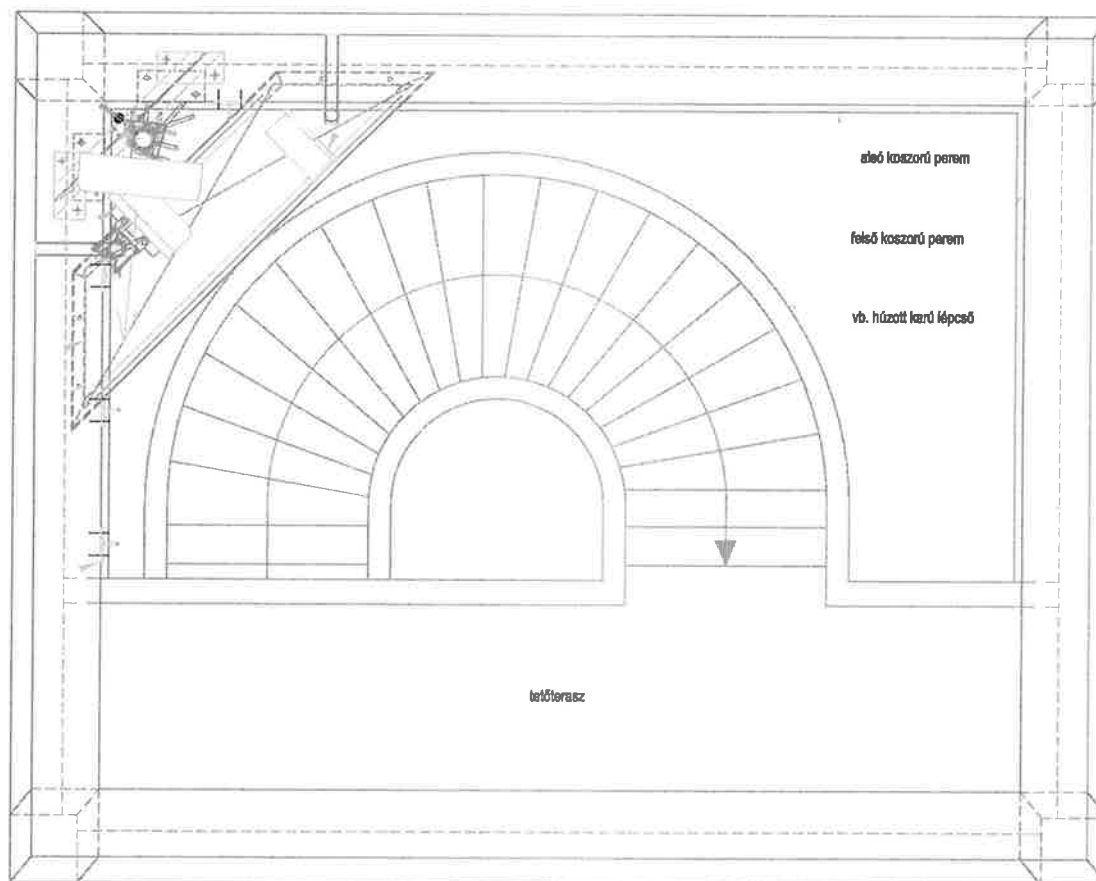 alsó koszorú perem
felső koszorú perem
vb. húzott karú lépcső
tetőterasz